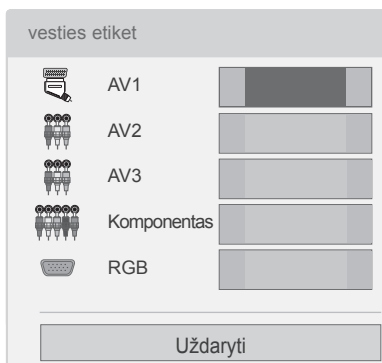 vesties etiket
AV1
AV2
AV3
Komponentas
RGB
Uždaryti